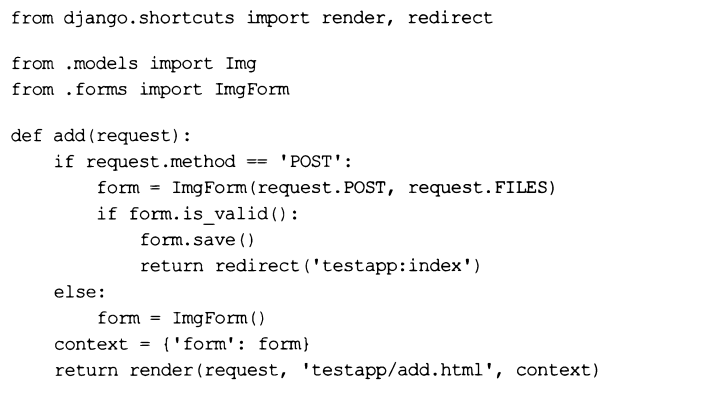 from django.shortcuts import render, redirect

from .models import Img
from .forms import ImgForm

def add(request):
    if request.method == 'POST':
        form = ImgForm(request.POST, request.FILES)
        if form.is_valid():
            form.save()
            return redirect('testapp:index')
    else:
        form = ImgForm()
    context = {'form': form}
    return render(request, 'testapp/add.html', context)